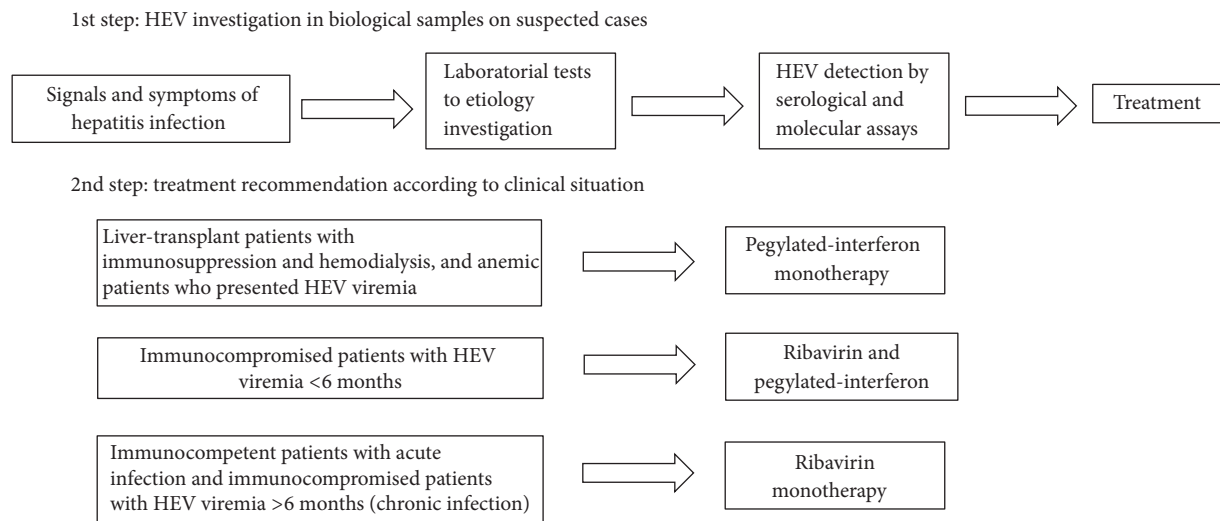 1st step: HEV investigation in biological samples on suspected cases
Signals and symptoms of
hepatitis infection
Laboratorial tests
to etiology
investigation
HEV detection by
serological and
molecular assays
Treatment
2nd step: treatment recommendation according to clinical situation
Liver-transplant patients with
immunosuppression and hemodialysis, and anemic
patients who presented HEV viremia
Pegylated-interferon
monotherapy
Immunocompromised patients with HEV
viremia <6 months
Ribavirin and
pegylated-interferon
Immunocompetent patients with acute
infection and immunocompromised patients
with HEV viremia >6 months (chronic infection)
Ribavirin
monotherapy